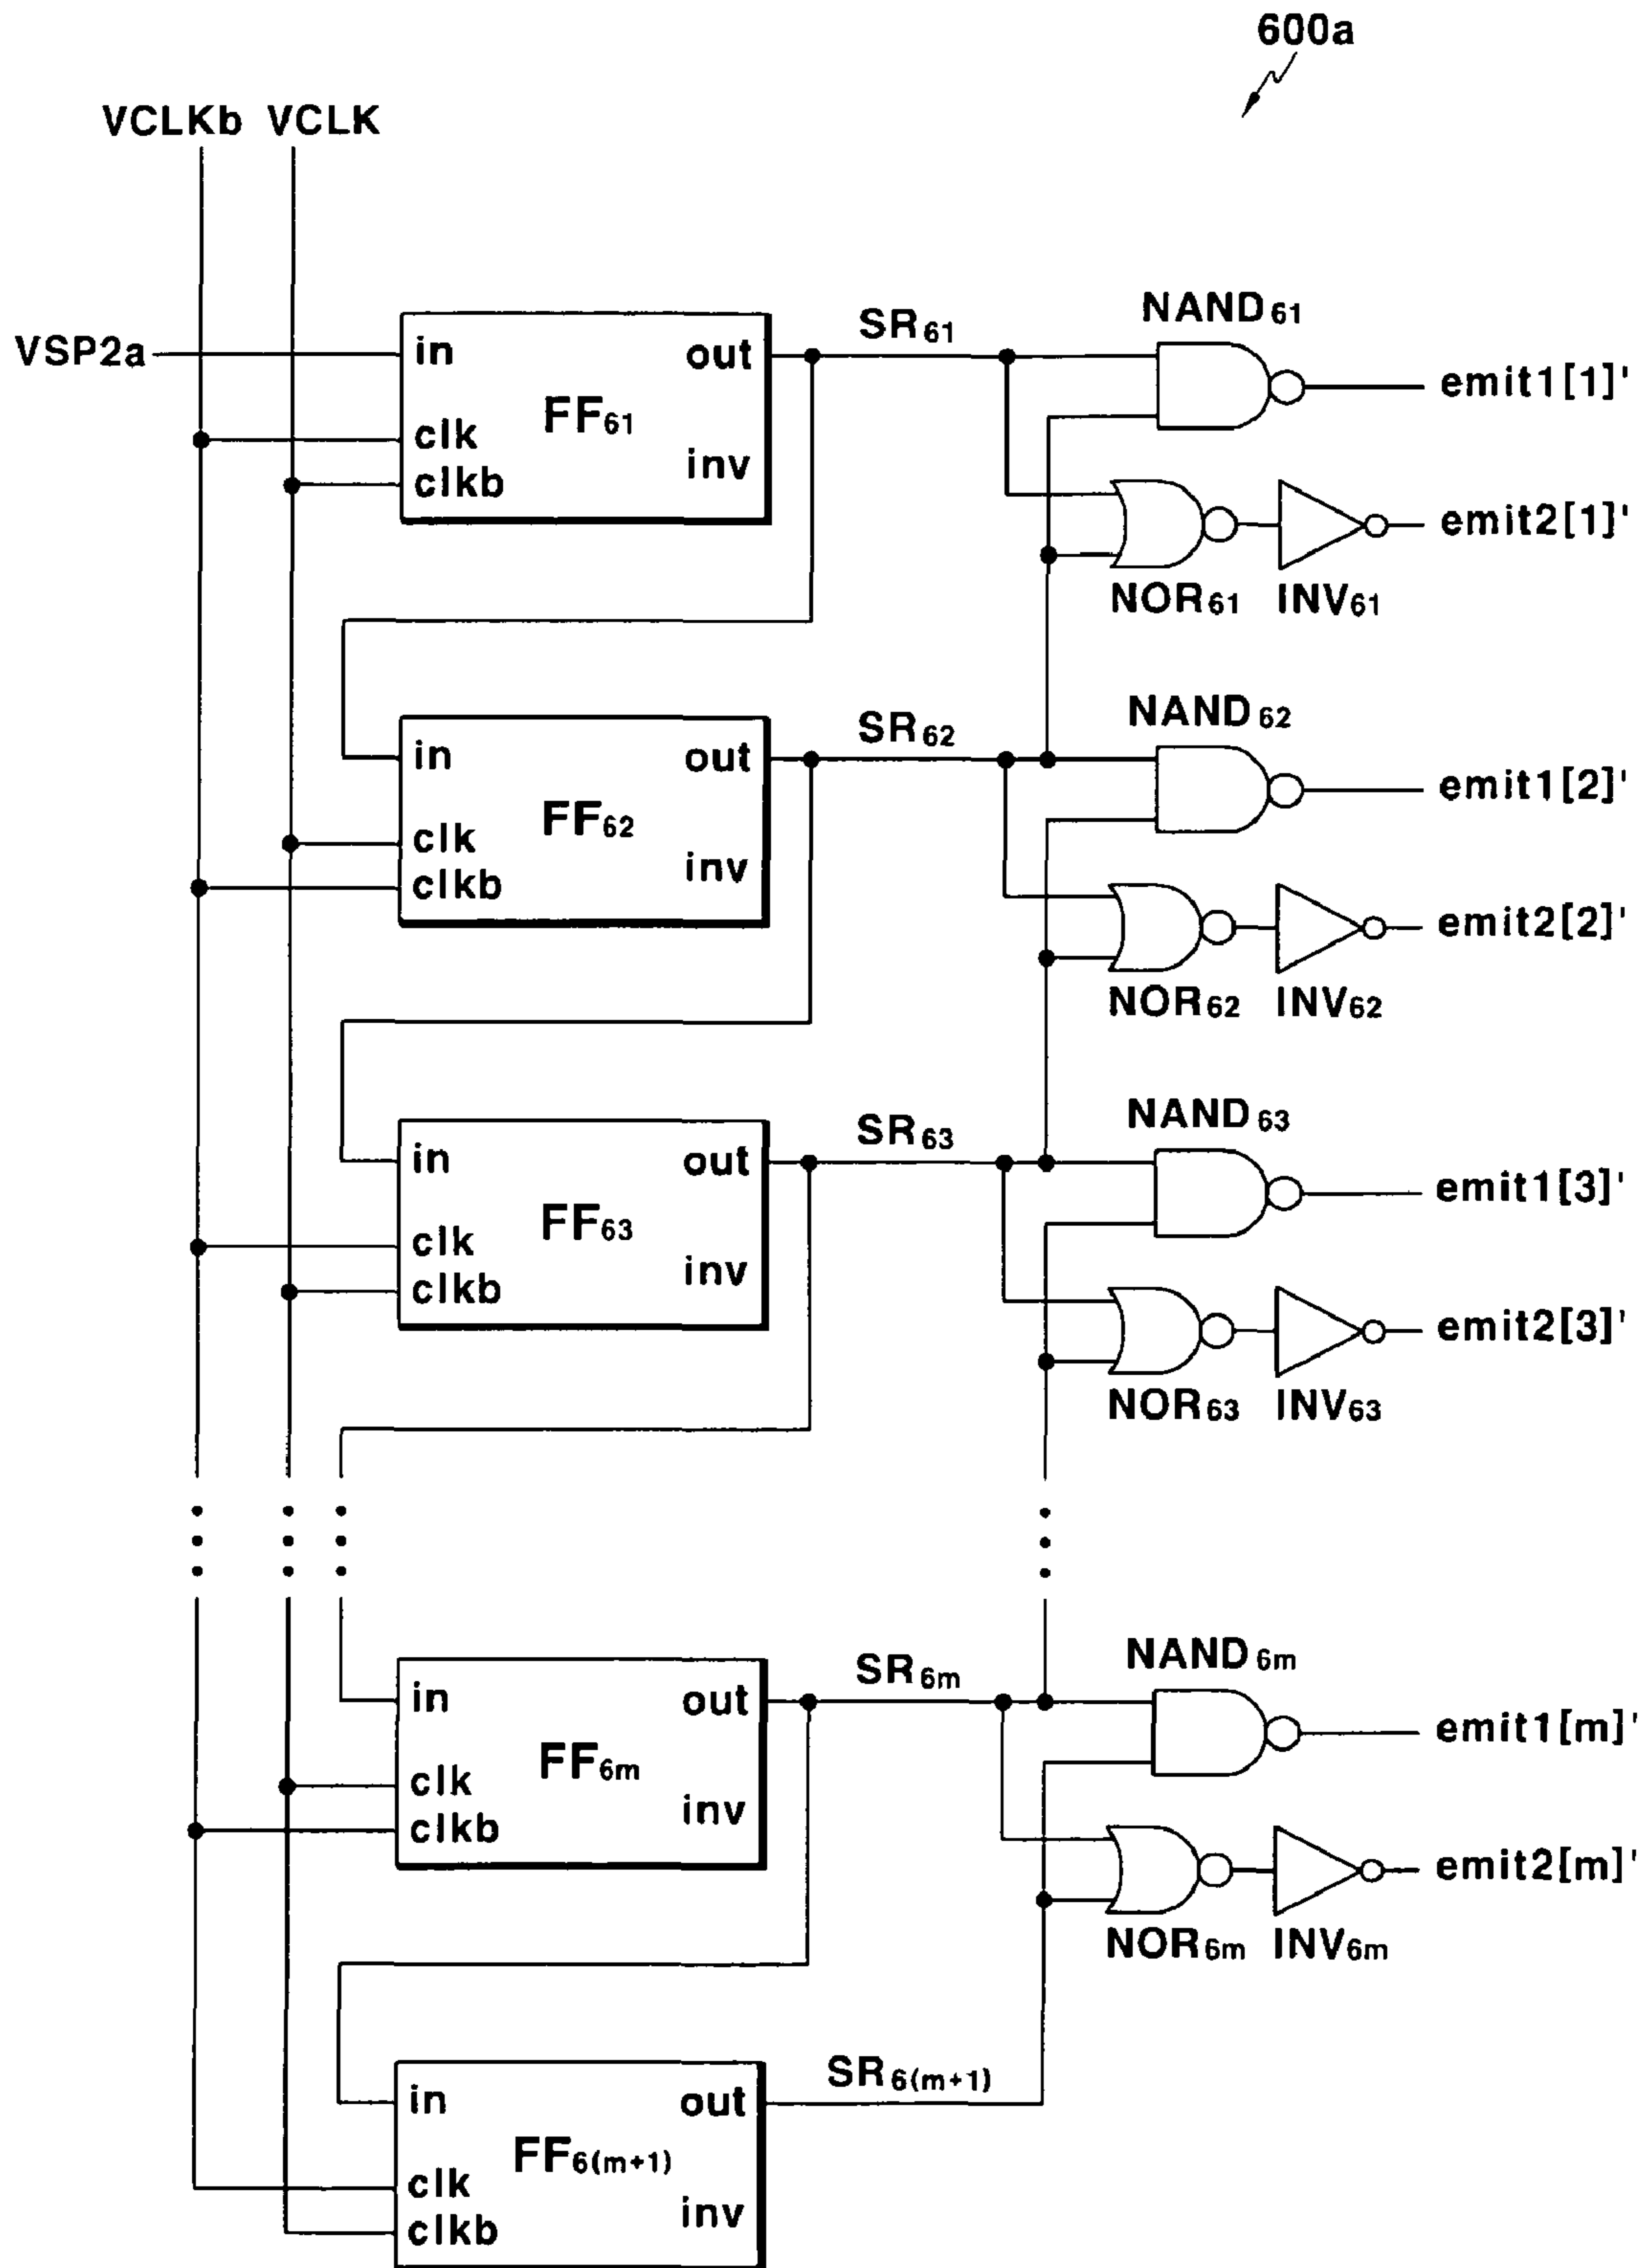 600a
VCLKb VCLK
VSP2a
in out
FF61
clk
clkb
inv
SR61
NAND61
emit1[1]'
emit2[1]'
NOR61 INV61
in out
FF62
clk
clkb
inv
SR62
NAND62
emit1[2]'
emit2[2]'
NOR62 INV62
in out
FF63
clk
clkb
inv
SR63
NAND63
emit1[3]'
emit2[3]'
NOR63 INV63
in out
FF6m
clk
clkb
inv
SR6m
NAND6m
emit1[m]'
emit2[m]'
NOR6m INV6m
in out
FF6(m+1)
clk
clkb
inv
SR6(m+1)